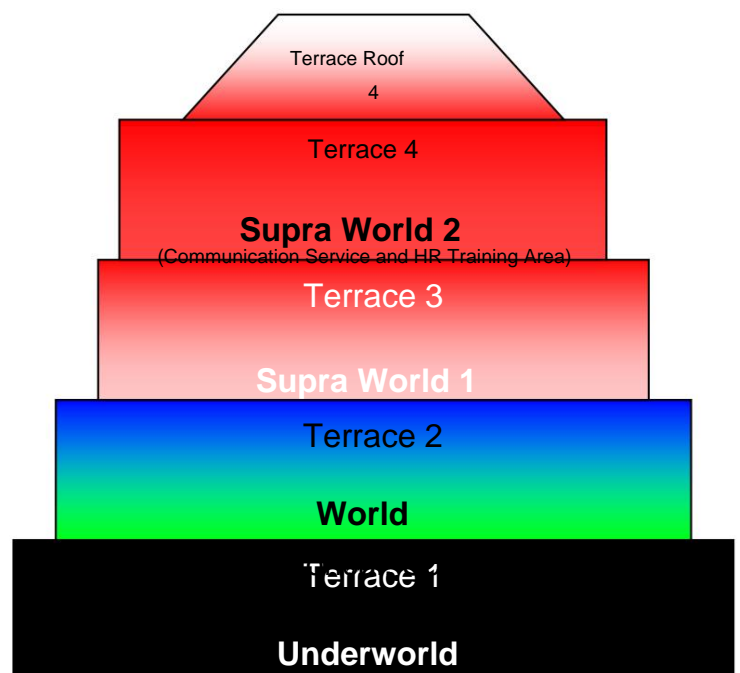 Terrace Roof
4
Terrace 4
Supra World 2
(Communication Service and HR Training Area)
Terrace 3
Supra World 1
Terrace 2
World
Terrace 1
Underworld